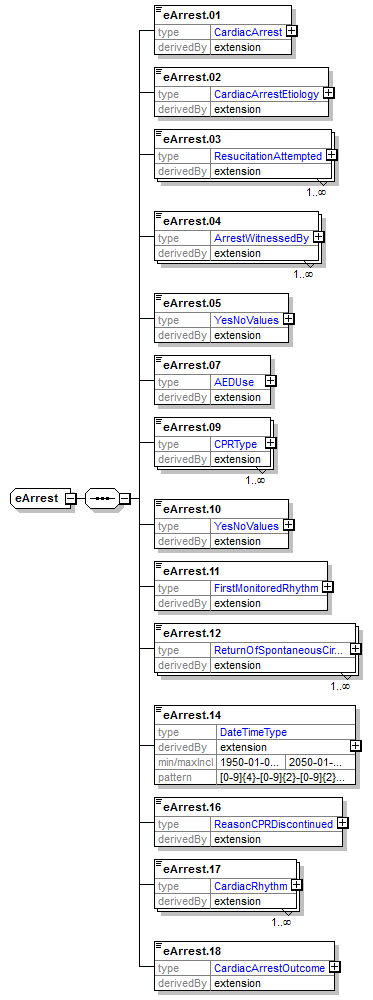 eArrest.01
type CardiacArrest
derivedBy extension
eArrest.02
type CardiacArrestEtiology
derivedBy extension
eArrest.03
type ResucitationAttempted
derivedBy extension
1..∞
eArrest.04
type ArrestWitnessedBy
derivedBy extension
1..∞
eArrest.05
type YesNoValues
derivedBy extension
eArrest.07
type AEDUse
derivedBy extension
eArrest.09
type CPRType
derivedBy extension
1..∞
eArrest
eArrest.10
type YesNoValues
derivedBy extension
eArrest.11
type FirstMonitoredRhythm
derivedBy extension
eArrest.12
type ReturnOfSpontaneousCir...
derivedBy extension
1..∞
eArrest.14
type DateTimeType
derivedBy extension
min/maxIncl 1950-01-0... 2050-01-...
pattern [0-9]{4}-[0-9]{2}-[0-9]{2}...
eArrest.16
type ReasonCPRDiscontinued
derivedBy extension
eArrest.17
type CardiacRhythm
derivedBy extension
1..∞
eArrest.18
type CardiacArrestOutcome
derivedBy extension